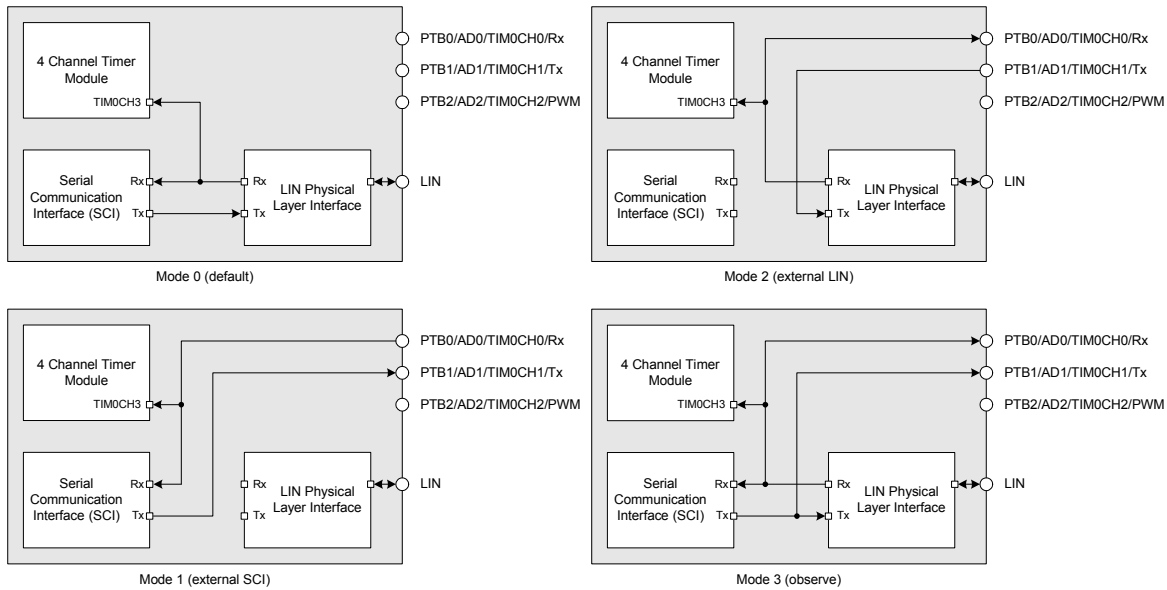 4 Channel Timer
Module
TIM0CH3
Serial
Communication
Interface (SCI)
Rx
Tx
Rx
Tx
LIN Physical
Layer Interface
PTB0/AD0/TIM0CH0/Rx
PTB1/AD1/TIM0CH1/Tx
PTB2/AD2/TIM0CH2/PWM
LIN
Mode 0 (default)
4 Channel Timer
Module
TIM0CH3
Serial
Communication
Interface (SCI)
Rx
Tx
Rx
Tx
LIN Physical
Layer Interface
PTB0/AD0/TIM0CH0/Rx
PTB1/AD1/TIM0CH1/Tx
PTB2/AD2/TIM0CH2/PWM
LIN
Mode 2 (external LIN)
4 Channel Timer
Module
TIM0CH3
Serial
Communication
Interface (SCI)
Rx
Tx
Rx
Tx
LIN Physical
Layer Interface
PTB0/AD0/TIM0CH0/Rx
PTB1/AD1/TIM0CH1/Tx
PTB2/AD2/TIM0CH2/PWM
LIN
Mode 1 (external SCI)
4 Channel Timer
Module
TIM0CH3
Serial
Communication
Interface (SCI)
Rx
Tx
Rx
Tx
LIN Physical
Layer Interface
PTB0/AD0/TIM0CH0/Rx
PTB1/AD1/TIM0CH1/Tx
PTB2/AD2/TIM0CH2/PWM
LIN
Mode 3 (observe)